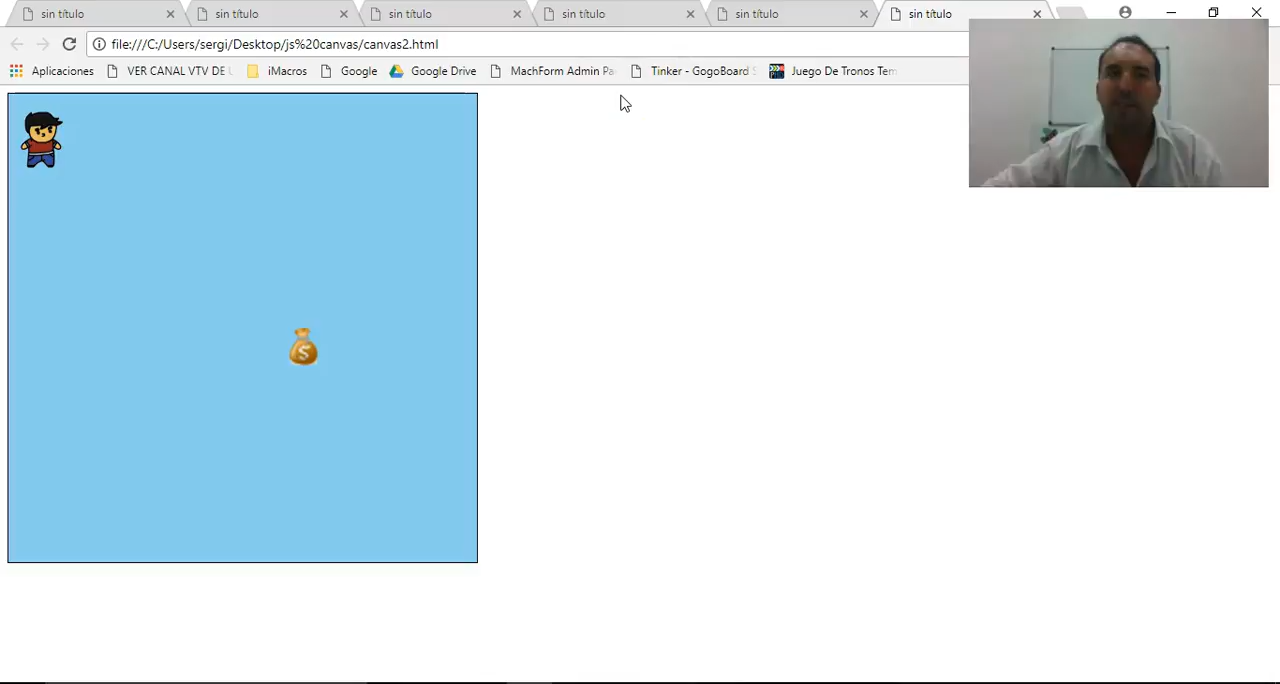 sin título
sin título
sin título
sin título
sin título
sin título
file:///C:/Users/sergi/Desktop/js%20canvas/canvas2.html
Aplicaciones VER CANAL VTV DE iMacros Google Google Drive MachForm Admin Pa Tinker - GogoBoard S Juego De Tronos Tem
$